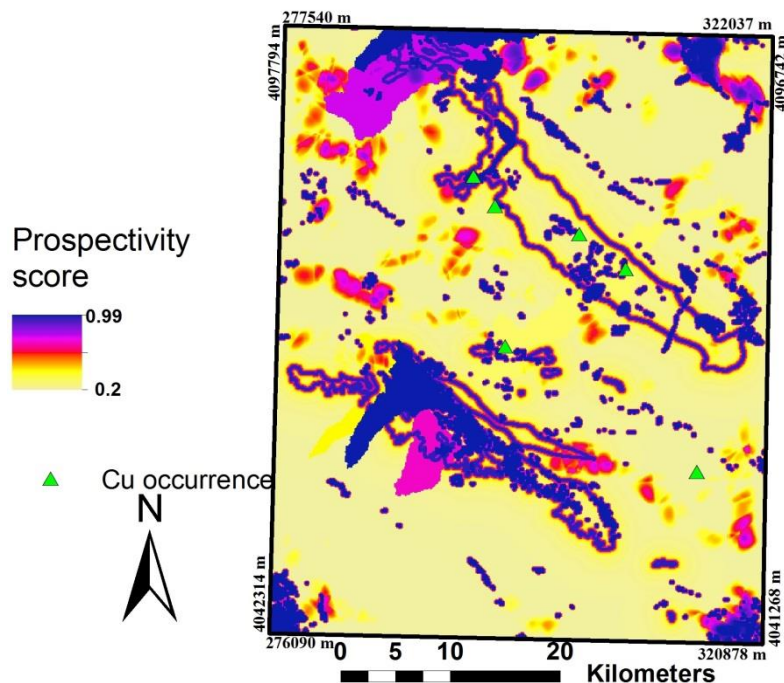 277540 m
322037 m
4097794 m
4096742 m
Prospectivity
score
0.99
0.2
Cu occurrence
N
4042314 m
4041268 m
276090 m
320878 m
0 5 10 20
Kilometers